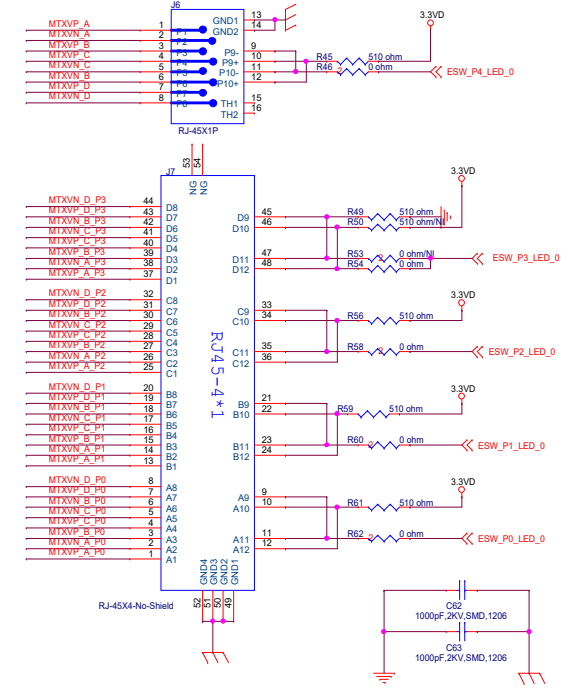 J6
MTXVP_A 1
MTXVN_A 2
MTXVP_B 3
MTXVP_C 4
MTXVN_C 5
MTXVN_B 6
MTXVP_D 7
MTXVN_D 8
P1-
P2
P3
P4
P5
P6
P7
P8
GND1 13
GND2 14
P9- 9
P9+ 10
P10- 11
P10+ 12
TH1 15
TH2 16
RJ-45X1P
3.3VD
R45 510 ohm
R46 2 0 ohm
ESW_P4_LED_0
J7
53
54
NG
NG
MTXVN_D_P3 44 D8
MTXVP_D_P3 43 D7
MTXVN_B_P3 42 D6
MTXVN_C_P3 41 D5
MTXVP_C_P3 40 D4
MTXVP_B_P3 39 D3
MTXVN_A_P3 38 D2
MTXVP_A_P3 37 D1
MTXVN_D_P2 32 C8
MTXVP_D_P2 31 C7
MTXVN_B_P2 30 C6
MTXVN_C_P2 29 C5
MTXVP_C_P2 28 C4
MTXVP_B_P2 27 C3
MTXVN_A_P2 26 C2
MTXVP_A_P2 25 C1
MTXVN_D_P1 20 B8
MTXVP_D_P1 19 B7
MTXVN_B_P1 18 B6
MTXVN_C_P1 17 B5
MTXVP_C_P1 16 B4
MTXVP_B_P1 15 B3
MTXVN_A_P1 14 B2
MTXVP_A_P1 13 B1
MTXVN_D_P0 8 A8
MTXVP_D_P0 7 A7
MTXVN_B_P0 6 A6
MTXVN_C_P0 5 A5
MTXVP_C_P0 4 A4
MTXVP_B_P0 3 A3
MTXVN_A_P0 2 A2
MTXVP_A_P0 1 A1
RJ45-4*1
D9 45
D10 46
D11 47
D12 48
C9 33
C10 34
C11 35
C12 36
B9 21
B10 22
B11 23
B12 24
A9 9
A10 10
A11 11
A12 12
3.3VD
R49 510 ohm
R50 510 ohm/NI
R53 2 0 ohm/NI
R54 0 ohm
ESW_P3_LED_0
3.3VD
R56 510 ohm
R58 2 0 ohm
ESW_P2_LED_0
3.3VD
R59 510 ohm
R60 2 0 ohm
ESW_P1_LED_0
3.3VD
R61 510 ohm
R62 2 0 ohm
ESW_P0_LED_0
GND4
GND3
GND2
GND1
52
51
50
49
RJ-45X4-No-Shield
C62
1000pF,2KV,SMD,1206
C63
1000pF,2KV,SMD,1206